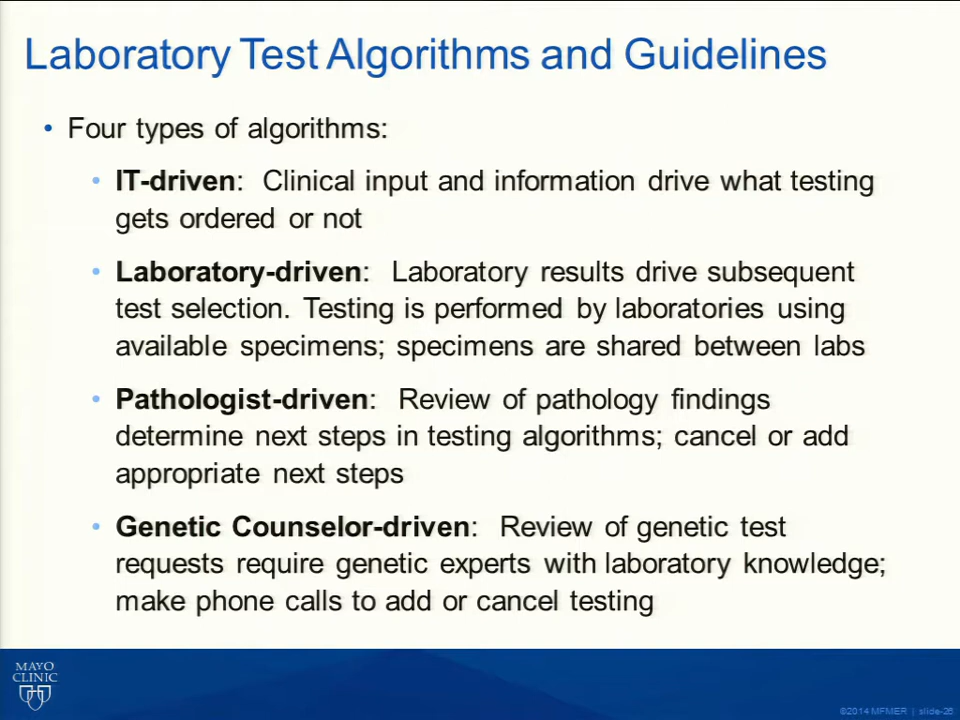 Laboratory Test Algorithms and Guidelines
• Four types of algorithms:
• IT-driven: Clinical input and information drive what testing
gets ordered or not
• Laboratory-driven: Laboratory results drive subsequent
test selection. Testing is performed by laboratories using
available specimens; specimens are shared between labs
• Pathologist-driven: Review of pathology findings
determine next steps in testing algorithms; cancel or add
appropriate next steps
• Genetic Counselor-driven: Review of genetic test
requests require genetic experts with laboratory knowledge;
make phone calls to add or cancel testing
MAYO
CLINIC
©2014 MFMER | slide-26